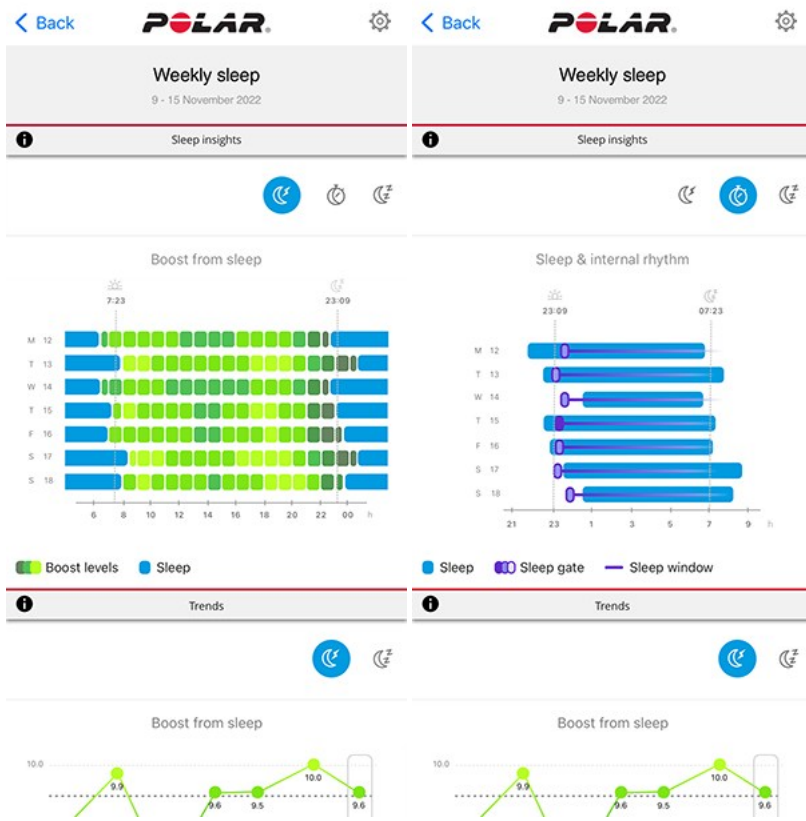 Back
POLAR.
Weekly sleep
9 - 15 November 2022
Sleep insights
Boost from sleep
7:23
23:09
M 12
T 13
W 14
T 15
F 16
S 17
S 18
6 8 10 12 14 16 18 20 22 00 h
Boost levels Sleep
Trends
Boost from sleep
10.0
9.9
9.6
9.5
10.0
9.6
Back
POLAR.
Weekly sleep
9 - 15 November 2022
Sleep insights
Sleep & internal rhythm
23:09
07:23
M 12
T 13
W 14
T 15
F 16
S 17
S 18
21 23 1 3 5 7 9 h
Sleep Sleep gate Sleep window
Trends
Boost from sleep
10.0
9.9
9.6
9.5
10.0
9.6